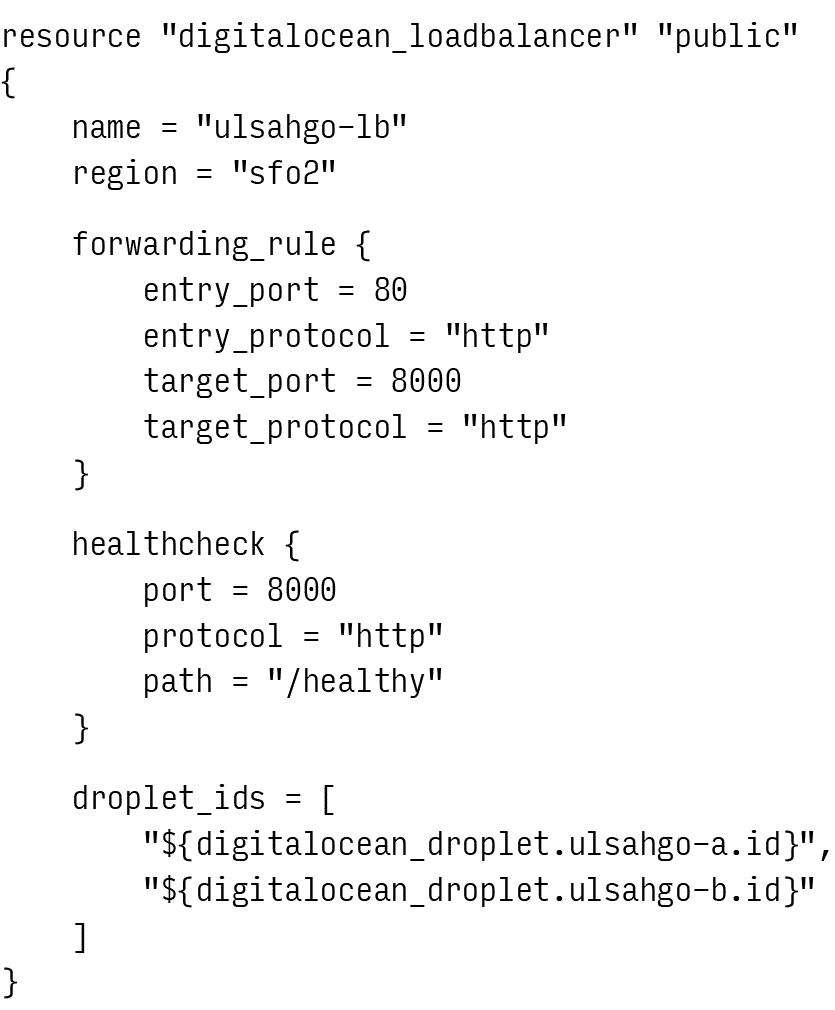 resource "digitalocean_loadbalancer" "public"
{
    name = "ulsahgo-lb"
    region = "sfo2"

    forwarding_rule {
        entry_port = 80
        entry_protocol = "http"
        target_port = 8000
        target_protocol = "http"
    }

    healthcheck {
        port = 8000
        protocol = "http"
        path = "/healthy"
    }

    droplet_ids = [
        "${digitalocean_droplet.ulsahgo-a.id}",
        "${digitalocean_droplet.ulsahgo-b.id}"
    ]
}